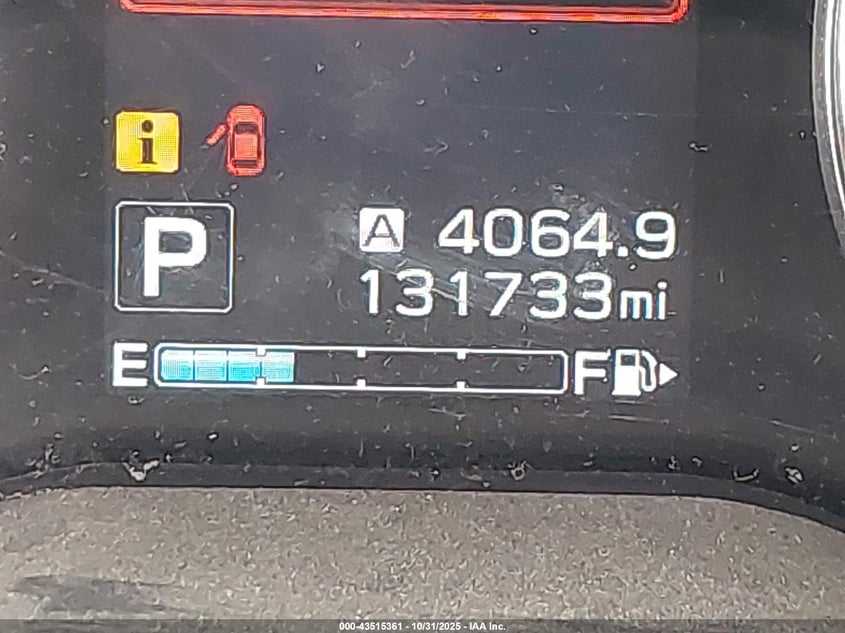 i
A 4064.9
P
131733mi
E F
000-43515361 - 10/31/2025 - IAA Inc.